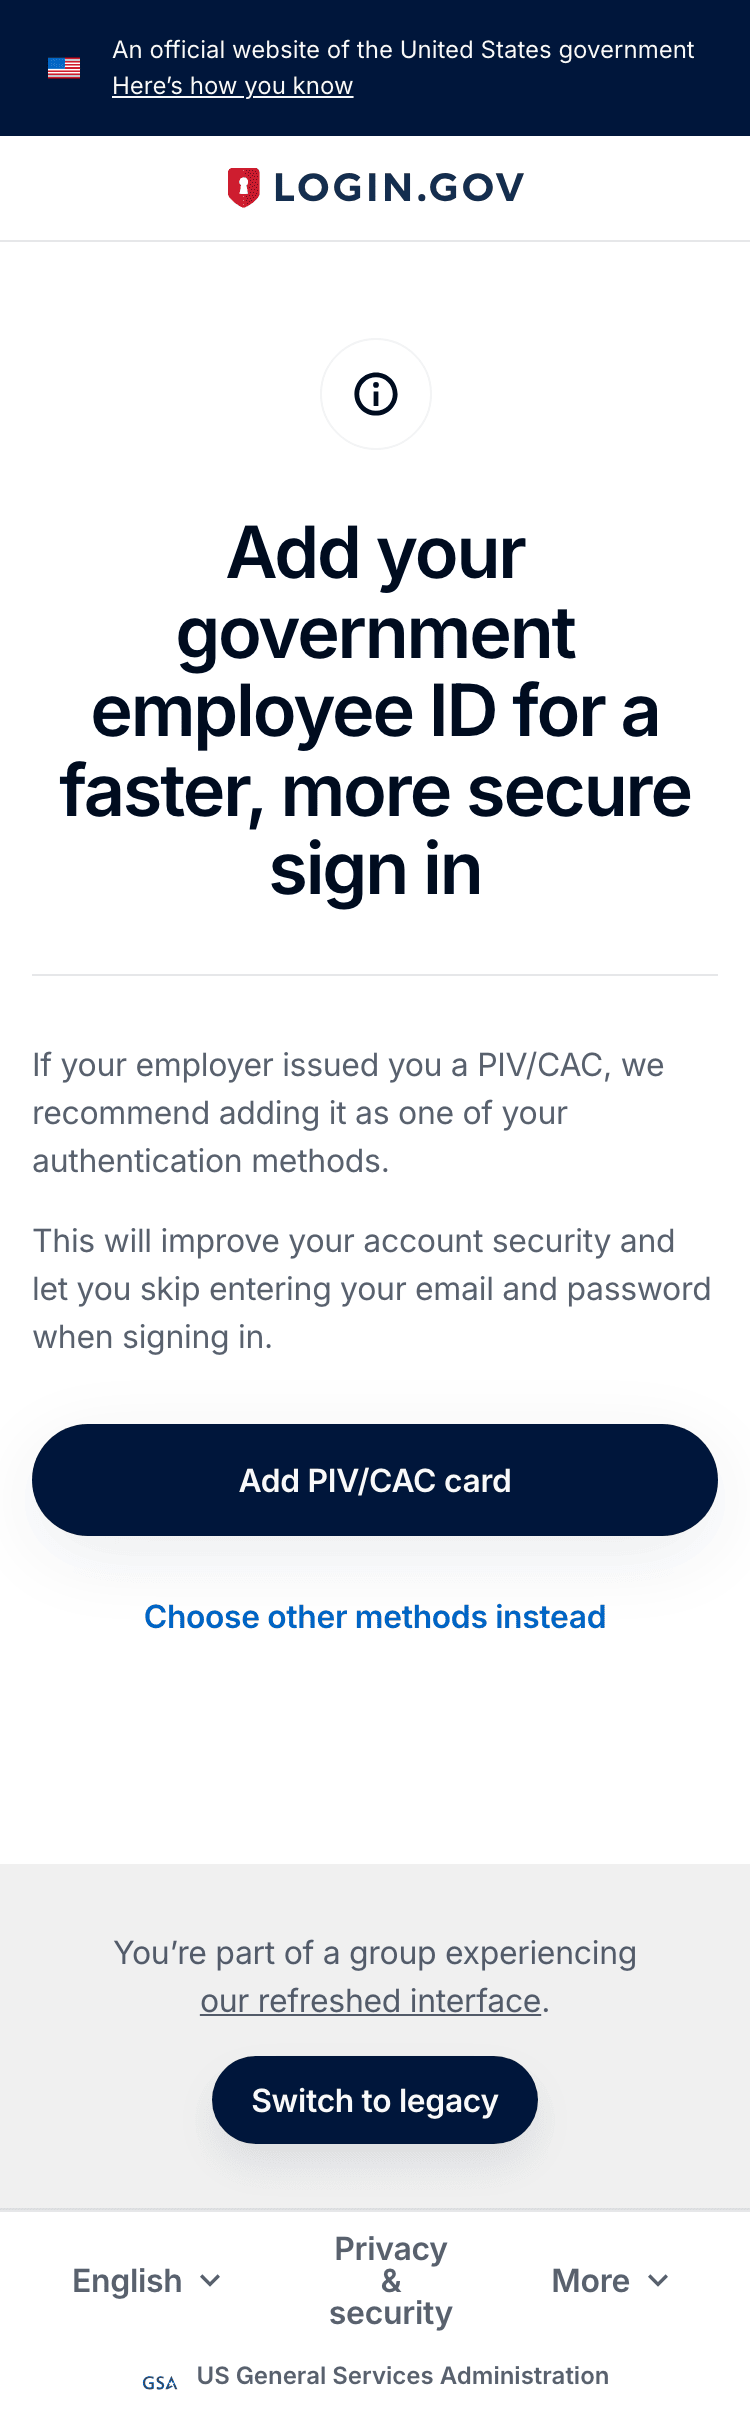 An official website of the United States government
Here’s how you know
LOGIN.GOV
Add your
government
employee ID for a
faster, more secure
sign in
If your employer issued you a PIV/CAC, we
recommend adding it as one of your
authentication methods.
This will improve your account security and
let you skip entering your email and password
when signing in.
Add PIV/CAC card
Choose other methods instead
You’re part of a group experiencing
our refreshed interface.
Switch to legacy
English
Privacy
&
security
More
GSA US General Services Administration